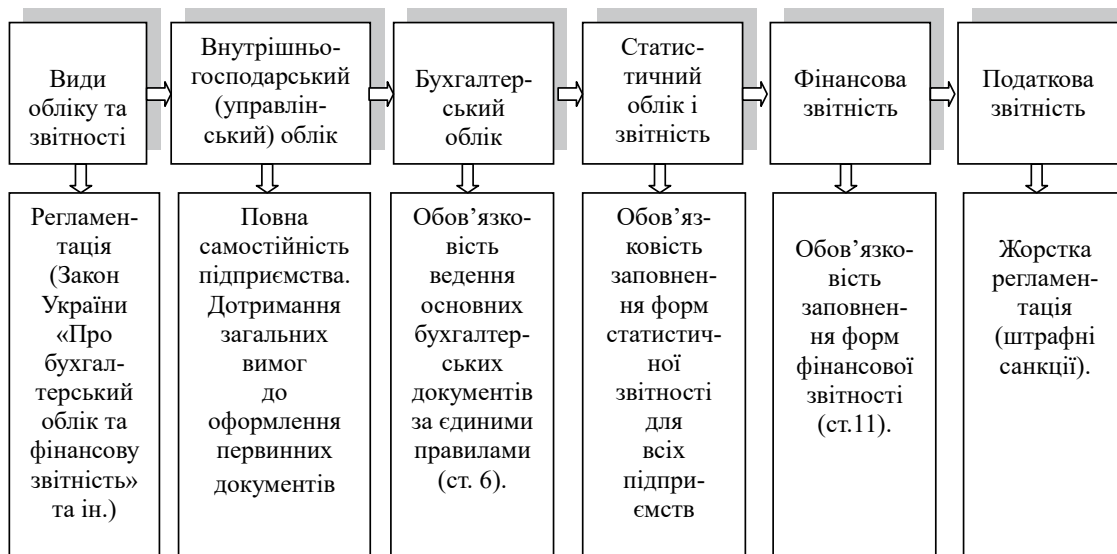 Види
обліку та
звітності
Внутрішньо-
господарський
(управлін-
ський) облік
Бухгалтер-
ський
облік
Статис-
тичний
облік і
звітність
Фінансова
звітність
Податкова
звітність
Регламен-
тація
(Закон
України
«Про
бухгал-
терський
облік та
фінансову
звітність»
та ін.)
Повна
самостійність
підприємства.
Дотримання
загальних
вимог
до
оформлення
первинних
документів
Обов’язко-
вість
ведення
основних
бухгалтер-
ських
документів
за єдиними
правилами
(ст. 6).
Обов’яз-
ковість
заповнен-
ня форм
статистич-
ної
звітності
для
всіх
підпри-
ємств
Обов’язко-
вість
заповнен-
ня форм
фінансової
звітності
(ст.11).
Жорстка
регламен-
тація
(штрафні
санкції).